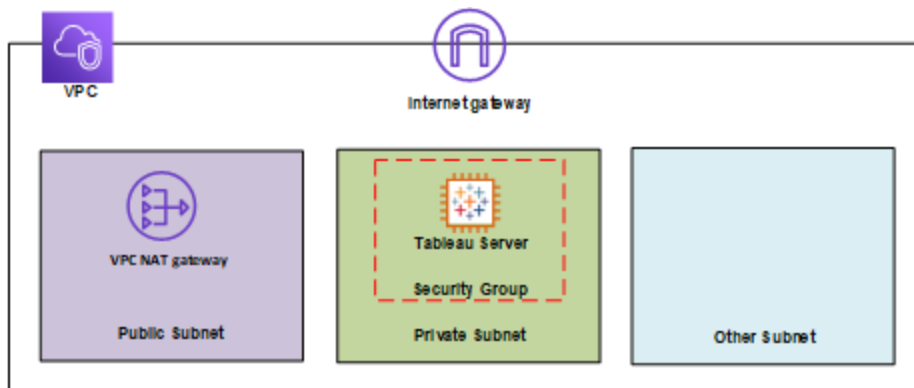 VPC
Internet gateway
VPC NAT gateway
Public Subnet
Tableau Server
Security Group
Private Subnet
Other Subnet